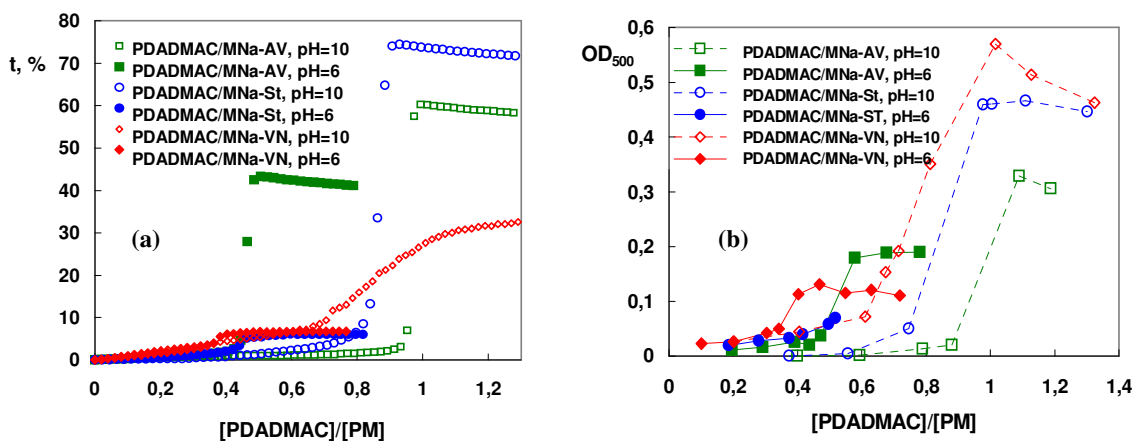 80
70
60
50
40
30
20
10
0
t, %
PDADMAC/MNa-AV, pH=10
PDADMAC/MNa-AV, pH=6
PDADMAC/MNa-St, pH=10
PDADMAC/MNa-St, pH=6
PDADMAC/MNa-VN, pH=10
PDADMAC/MNa-VN, pH=6
(a)
0 0,2 0,4 0,6 0,8 1 1,2
[PDADMAC]/[PM]
0,6
0,5
0,4
0,3
0,2
0,1
0
OD500
PDADMAC/MNa-AV, pH=10
PDADMAC/MNa-AV, pH=6
PDADMAC/MNa-St, pH=10
PDADMAC/MNa-ST, pH=6
PDADMAC/MNa-VN, pH=10
PDADMAC/MNa-VN, pH=6
(b)
0 0,2 0,4 0,6 0,8 1 1,2 1,4
[PDADMAC]/[PM]